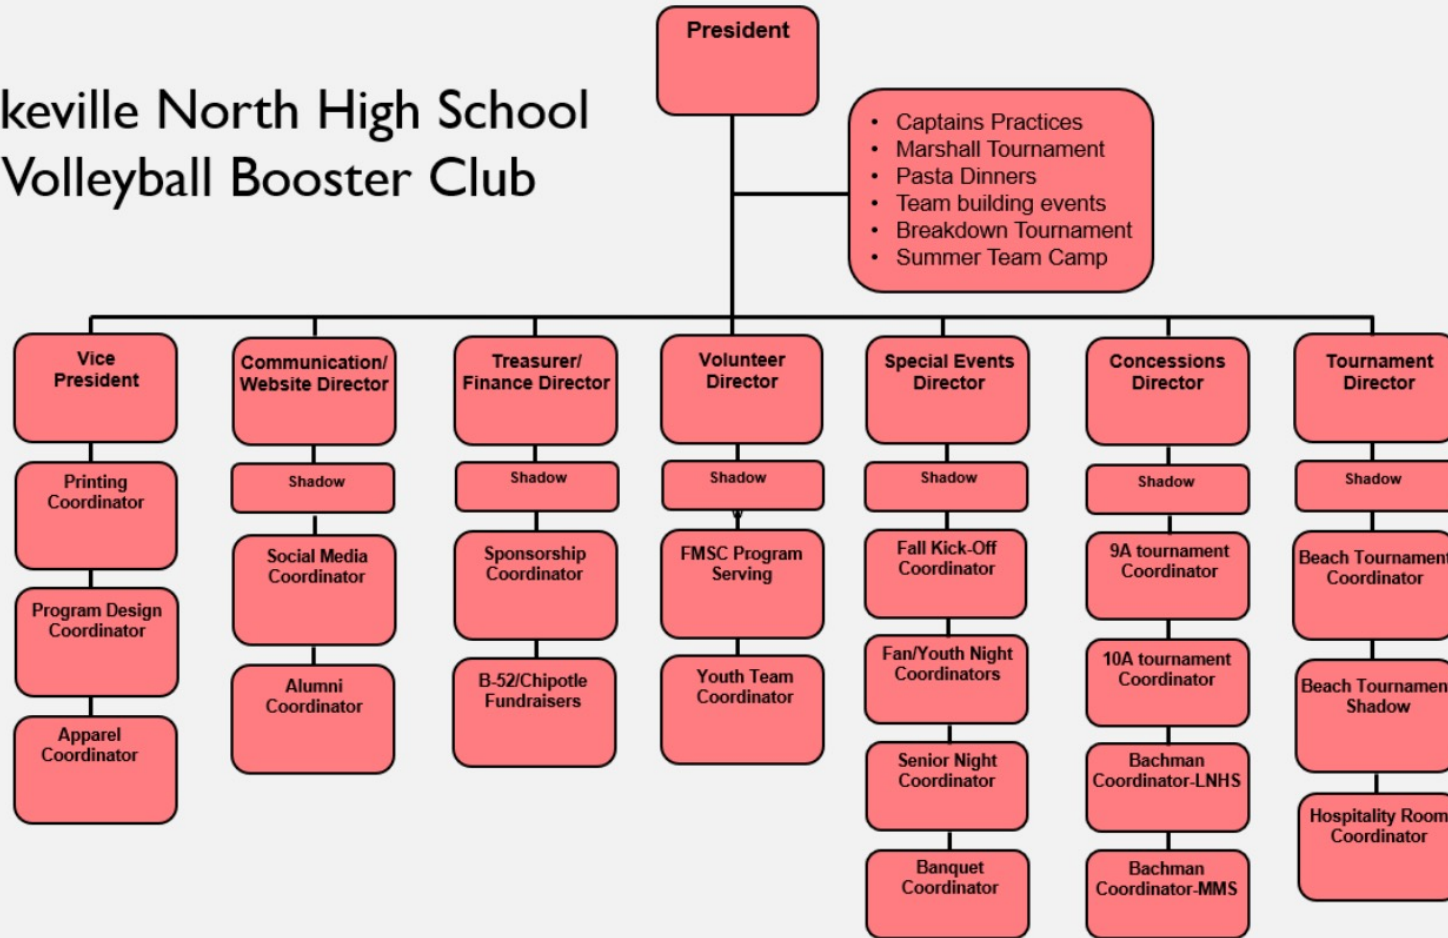 President
keville North High School
Volleyball Booster Club
• Captains Practices
• Marshall Tournament
• Pasta Dinners
• Team building events
• Breakdown Tournament
• Summer Team Camp
Vice
President
Printing
Coordinator
Program Design
Coordinator
Apparel
Coordinator
Communication/
Website Director
Shadow
Social Media
Coordinator
Alumni
Coordinator
Treasurer/
Finance Director
Shadow
Sponsorship
Coordinator
B-52/Chipotle
Fundraisers
Volunteer
Director
Shadow
FMSC Program
Serving
Youth Team
Coordinator
Special Events
Director
Shadow
Fall Kick-Off
Coordinator
Fan/Youth Night
Coordinators
Senior Night
Coordinator
Banquet
Coordinator
Concessions
Director
Shadow
9A tournament
Coordinator
10A tournament
Coordinator
Bachman
Coordinator-LNHS
Bachman
Coordinator-MMS
Tournament
Director
Shadow
Beach Tournament
Coordinator
Beach Tournamen
Shadow
Hospitality Room
Coordinator